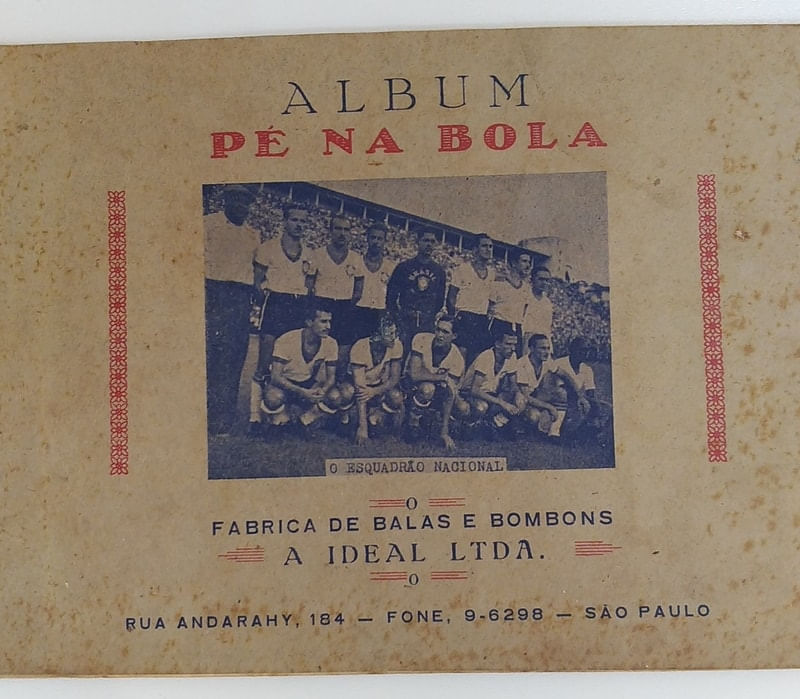 ALBUM
PÉ NA BOLA
BRASIL
O ESQUADRÃO NACIONAL
O
FABRICA DE BALAS E BOMBONS
A IDEAL LTDA.
O
RUA ANDARAHY, 184 — FONE, 9-6298 — SÃO PAULO